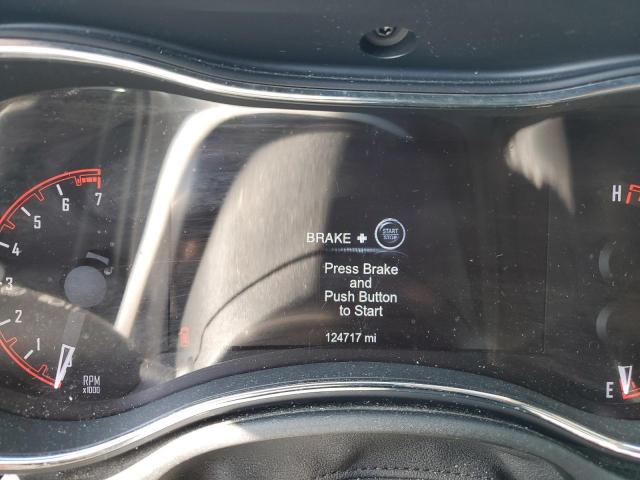 H
7
6
5
4
3
2
1
RPM
x1000
BRAKE + START STOP
Press Brake
and
Push Button
to Start
124717 mi
E